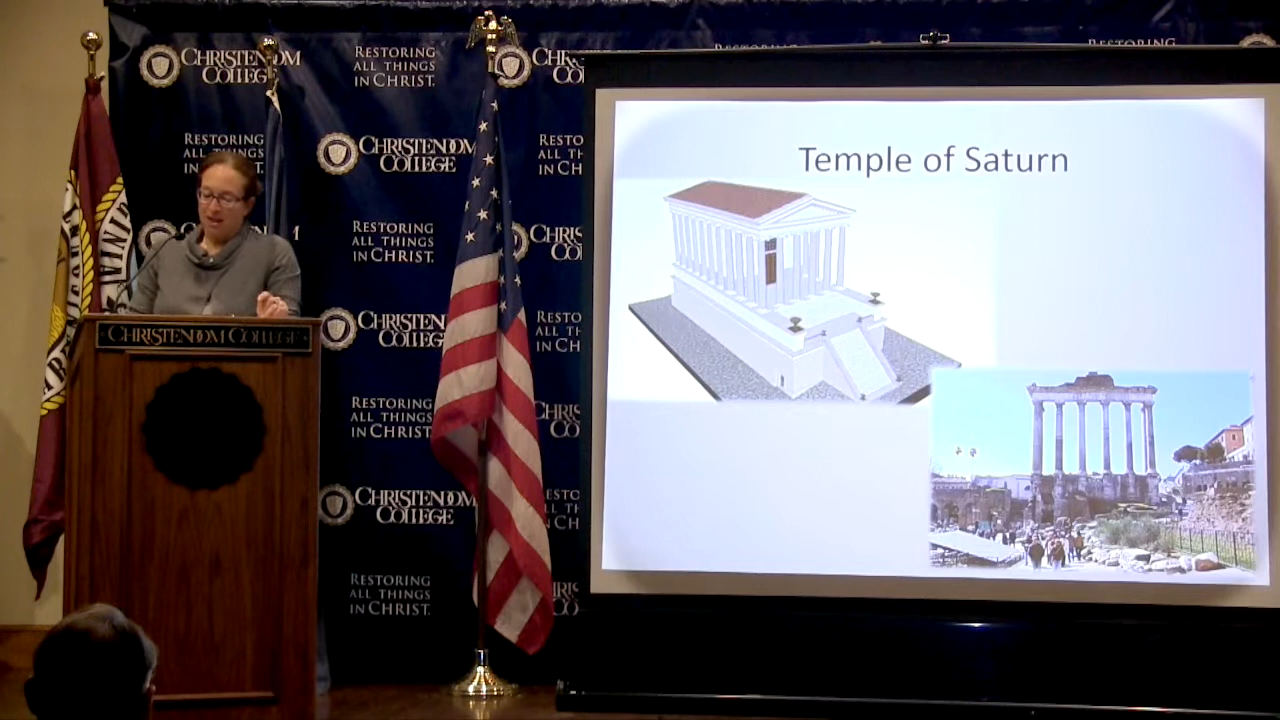 CHRISTENDOM
COLLEGE
RESTORING
ALL THINGS
IN CHRIST.
RESTORING
RESTORING
RESTORING
ALL THINGS
IN CHRIST.
CHRISTENDOM
COLLEGE
RESTORING
ALL THINGS
IN CHRIST.
CHRISTENDOM
COLLEGE
RESTORING
ALL THINGS
IN CHRIST.
CHRISTENDOM
COLLEGE
RESTORING
ALL THINGS
IN CHRIST.
CHRISTENDOM COLLEGE
Temple of Saturn